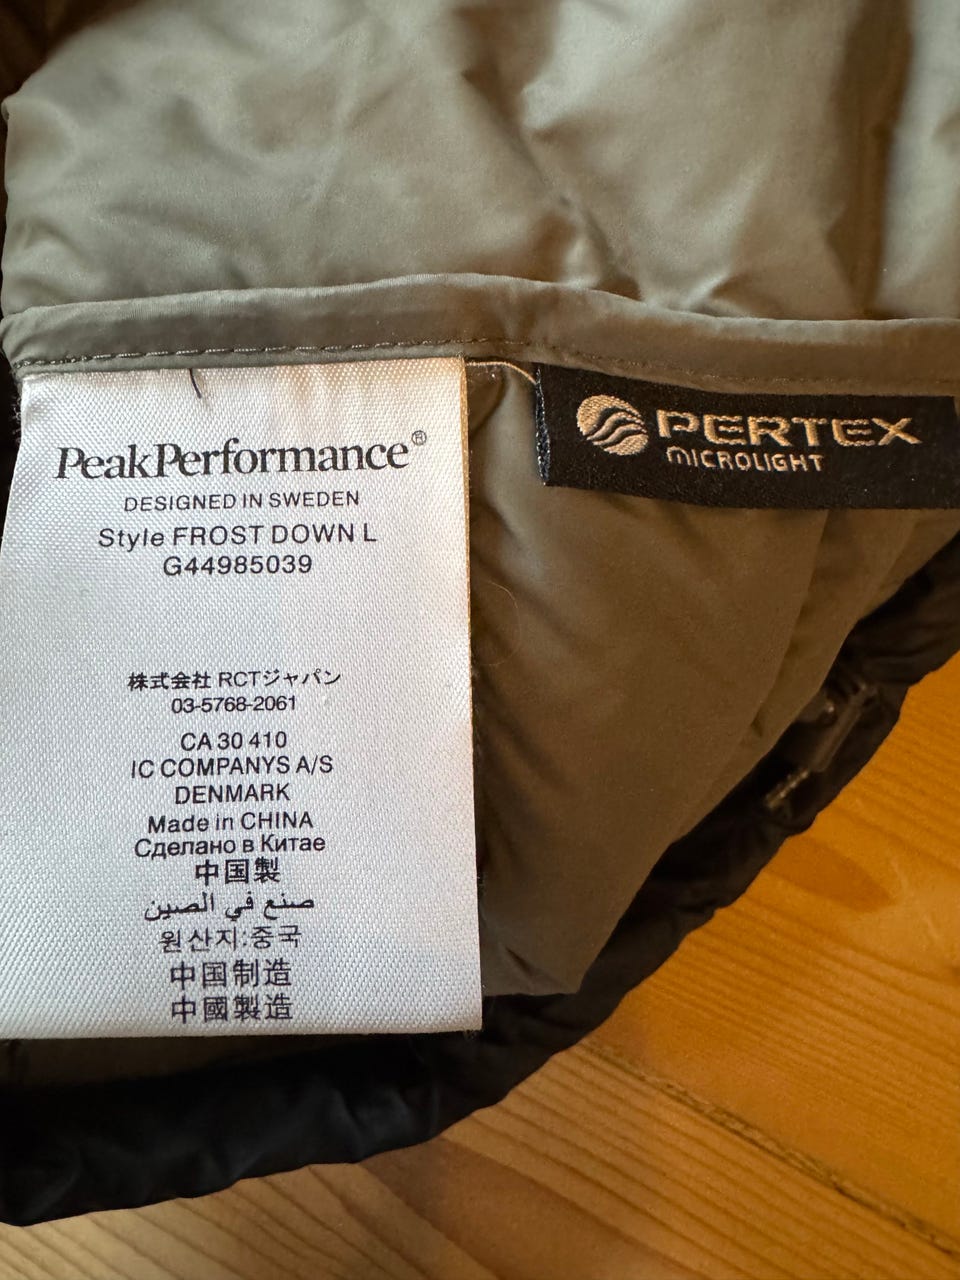 PeakPerformance®
DESIGNED IN SWEDEN
Style FROST DOWN L
G44985039
株式会社 RCTジャパン
03-5768-2061
CA 30 410
IC COMPANYS A/S
DENMARK
Made in CHINA
Сделано в Китае
中国製
صنع في الصين
원산지:중국
中国制造
中國製造
PERTEX
MICROLIGHT